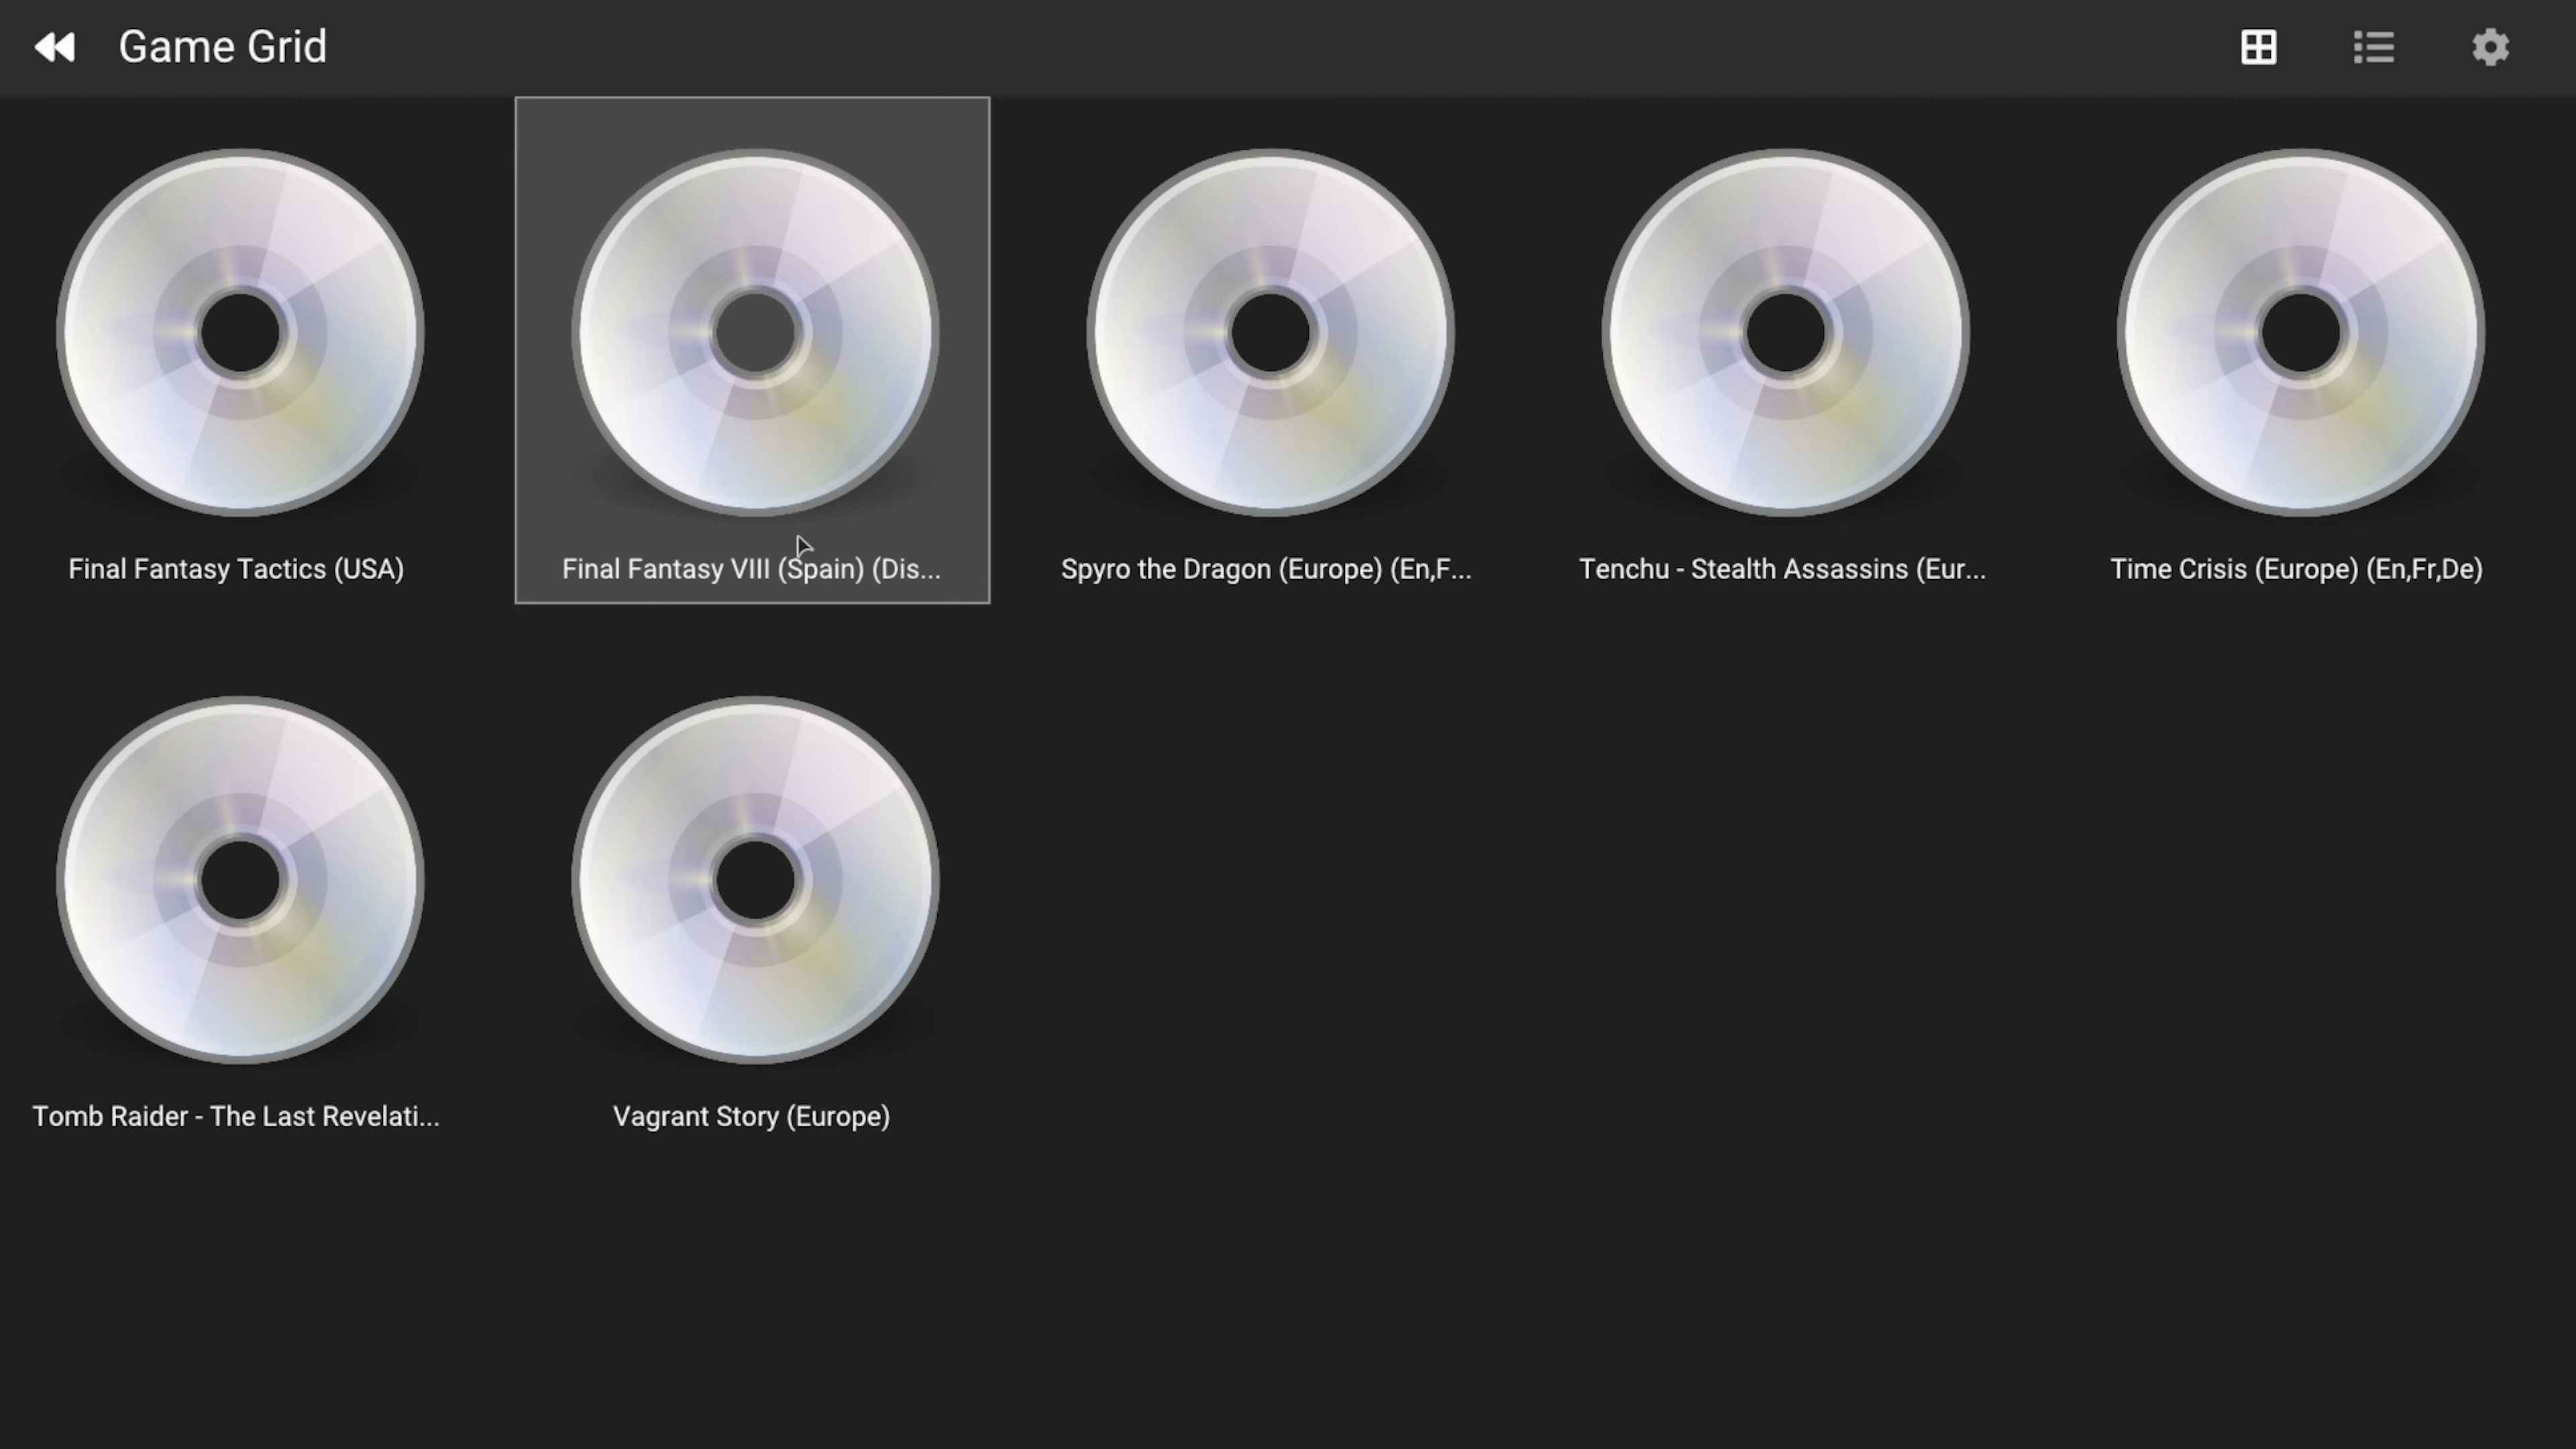 Game Grid
Final Fantasy Tactics (USA)
Final Fantasy VIII (Spain) (Dis...
Spyro the Dragon (Europe) (En,F...
Tenchu - Stealth Assassins (Eur...
Time Crisis (Europe) (En,Fr,De)
Tomb Raider - The Last Revelati...
Vagrant Story (Europe)